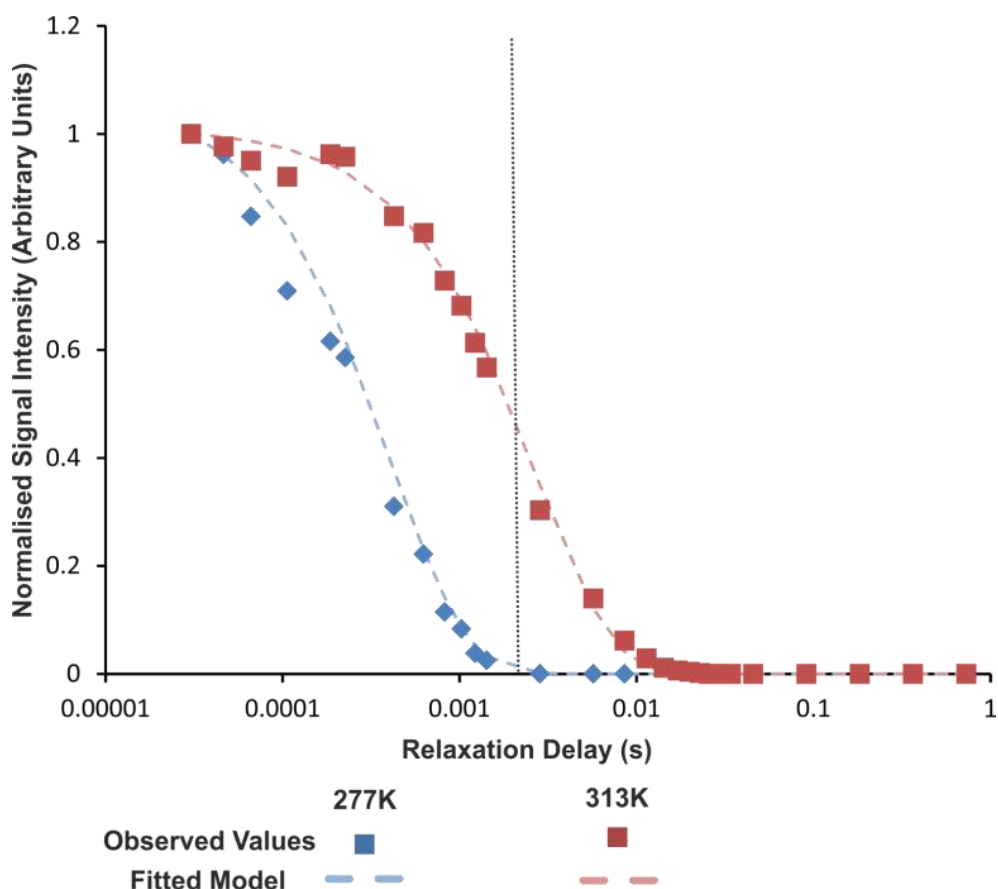 1.2
1
0.8
0.6
0.4
0.2
0
Normalised Signal Intensity (Arbitrary Units)
0.00001 0.0001 0.001 0.01 0.1 1
Relaxation Delay (s)
277K 313K
Observed Values
Fitted Model